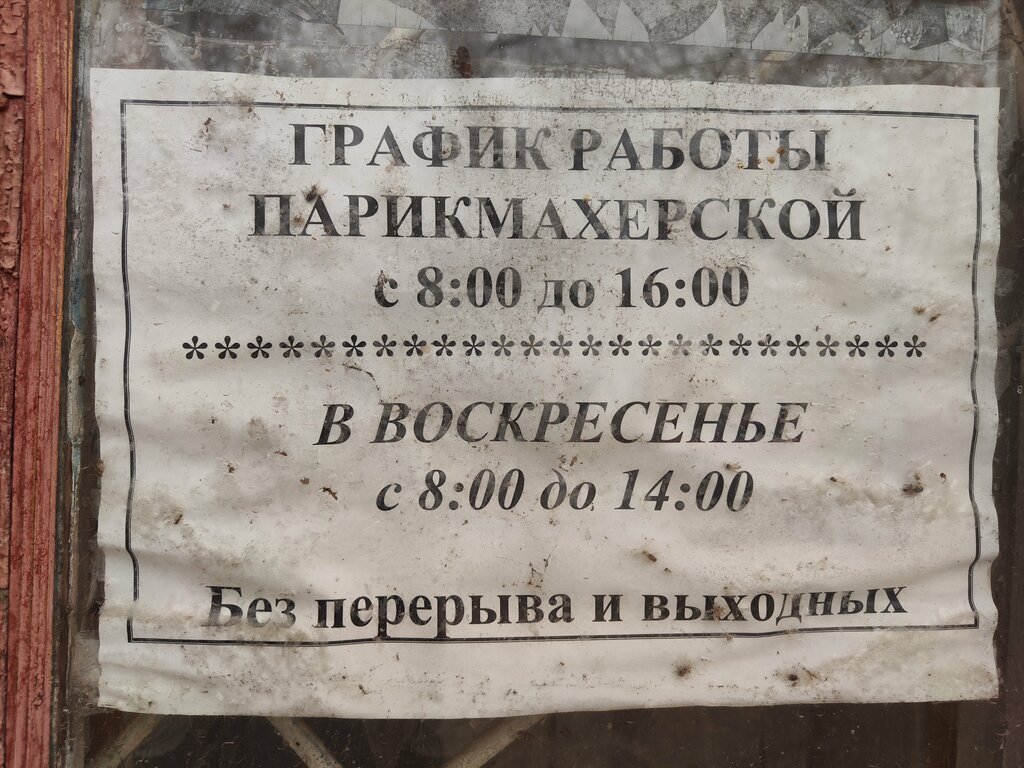 ГРАФИК РАБОТЫ
ПАРИКМАХЕРСКОЙ
с 8:00 до 16:00
*************************
В ВОСКРЕСЕНЬЕ
с 8:00 до 14:00
Без перерыва и выходных